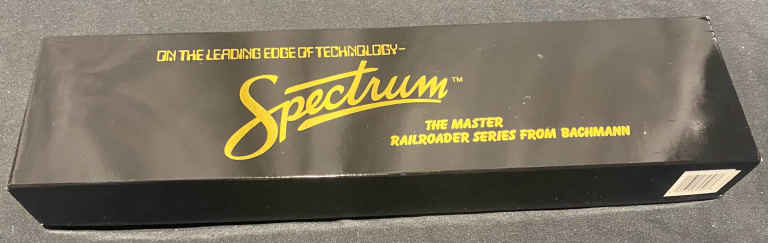 ON THE LEADING EDGE OF TECHNOLOGY-
Spectrum™
THE MASTER
RAILROADER SERIES FROM BACHMANN